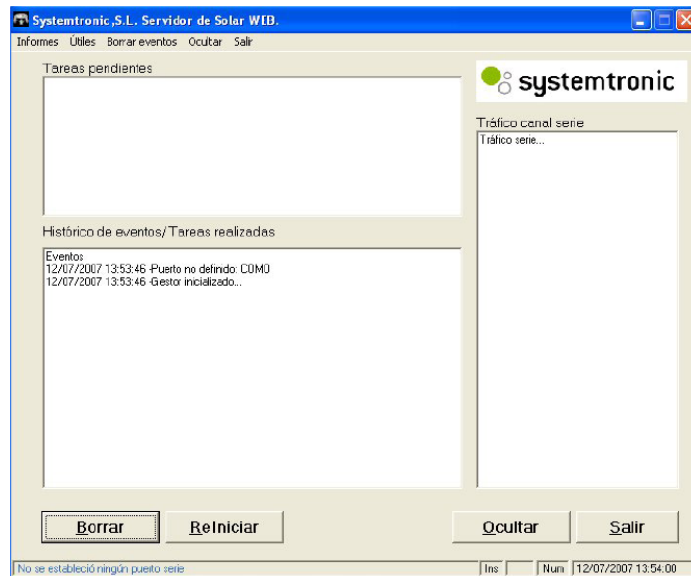 Systemtronic,S.L. Servidor de Solar WEB.
Informes Útiles Borrar eventos Ocultar Salir
Tareas pendientes
systemtronic
Tráfico canal serie
Tráfico serie...
Histórico de eventos/Tareas realizadas
Eventos
12/07/2007 13:53:46 -Puerto no definido: COM0
12/07/2007 13:53:46 -Gestor inicializado...
Borrar ReIniciar Ocultar Salir
No se estableció ningún puerto serie Ins Num 12/07/2007 13:54:00